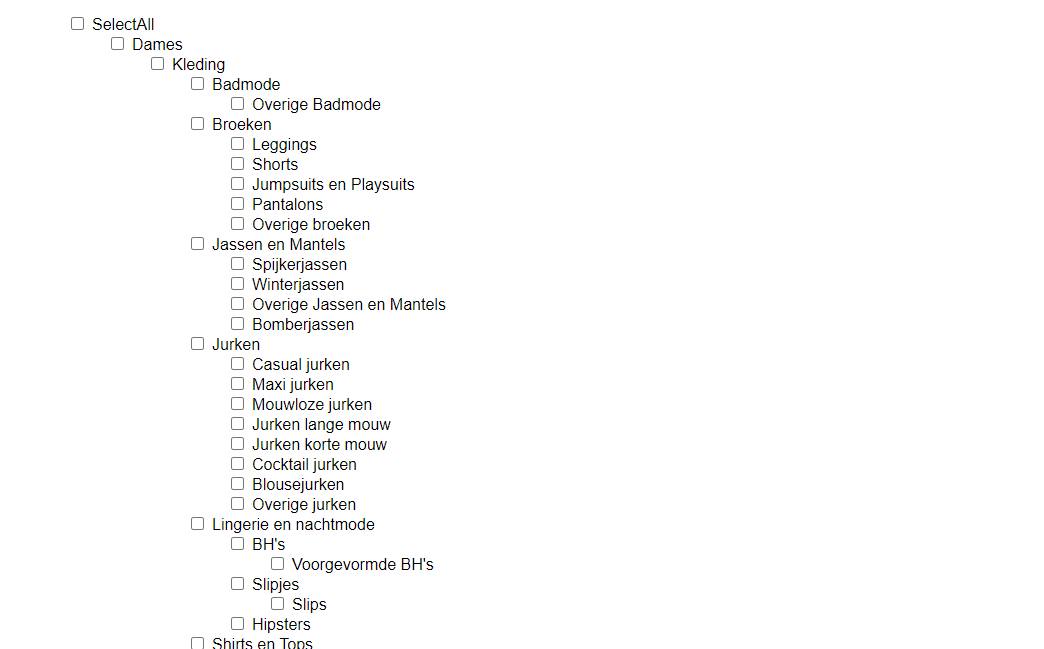 SelectAll
Dames
Kleding
Badmode
Overige Badmode
Broeken
Leggings
Shorts
Jumpsuits en Playsuits
Pantalons
Overige broeken
Jassen en Mantels
Spijkerjassen
Winterjassen
Overige Jassen en Mantels
Bomberjassen
Jurken
Casual jurken
Maxi jurken
Mouwloze jurken
Jurken lange mouw
Jurken korte mouw
Cocktail jurken
Blousejurken
Overige jurken
Lingerie en nachtmode
BH's
Voorgevormde BH's
Slipjes
Slips
Hipsters
Shirts en Tops